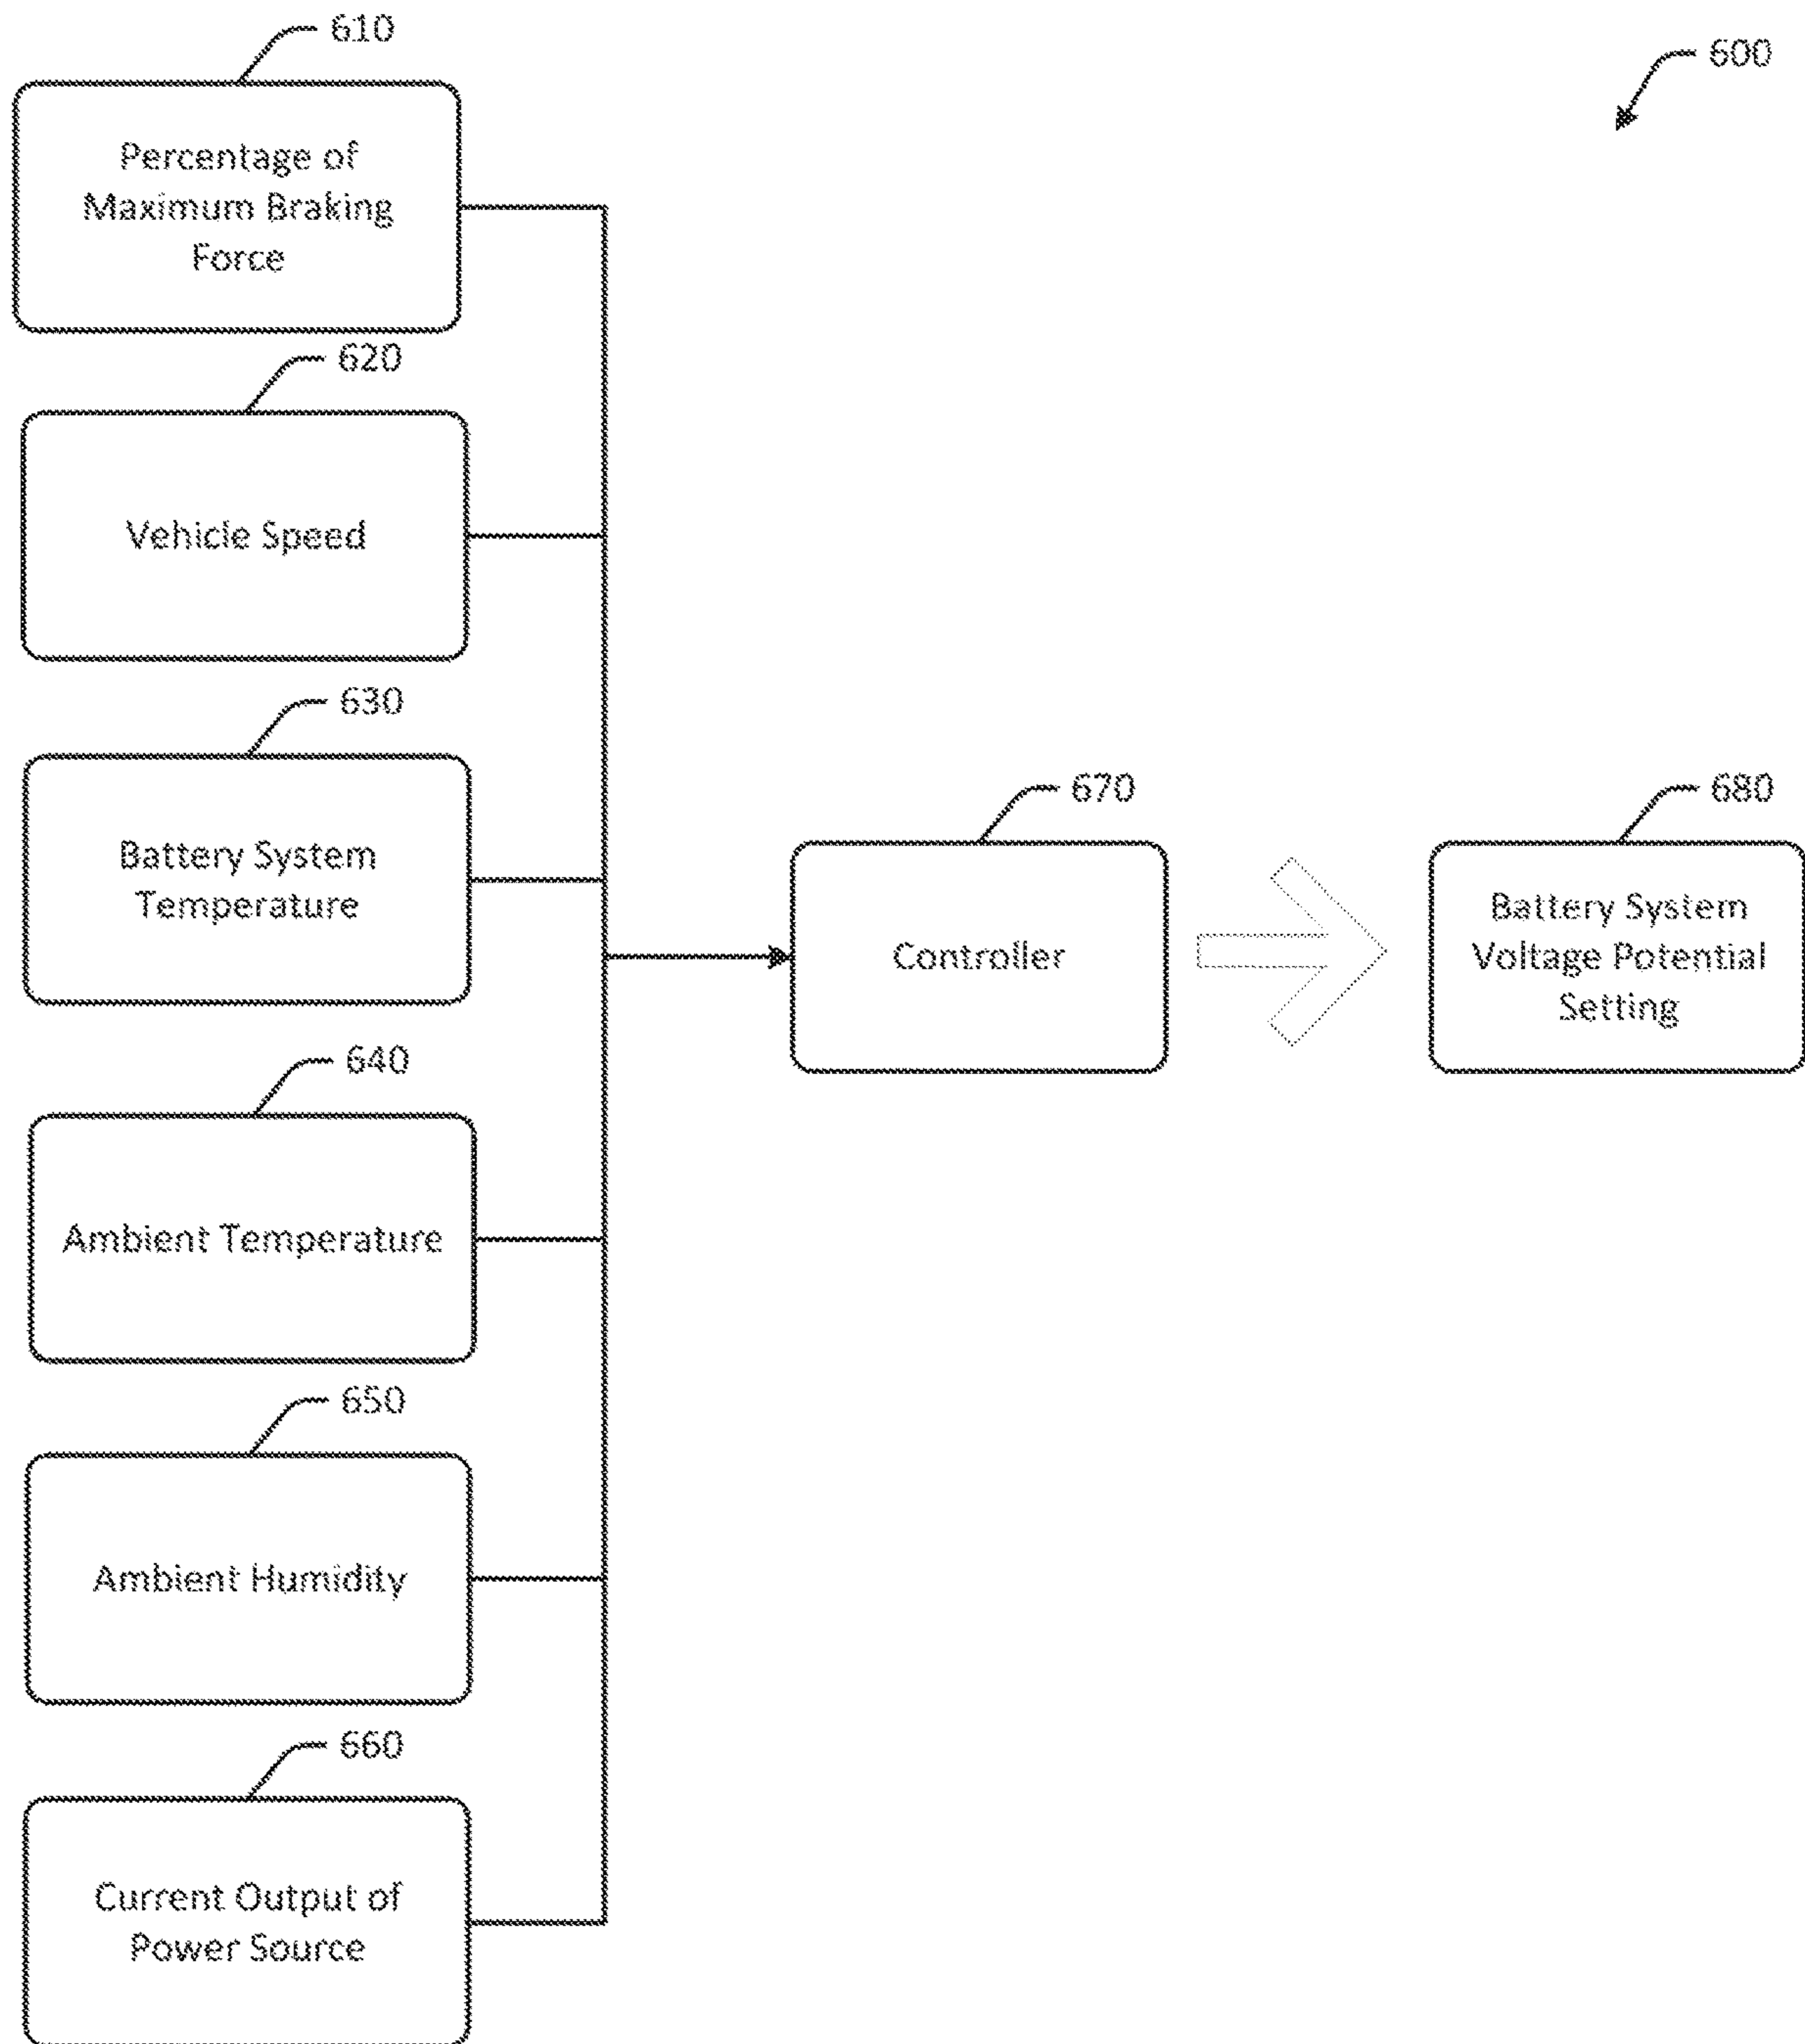 610
600
Percentage of
Maximum Braking
Force
620
Vehicle Speed
630
Battery System
Temperature
670
Controller
680
Battery System
Voltage Potential
Setting
640
Ambient Temperature
650
Ambient Humidity
660
Current Output of
Power Source